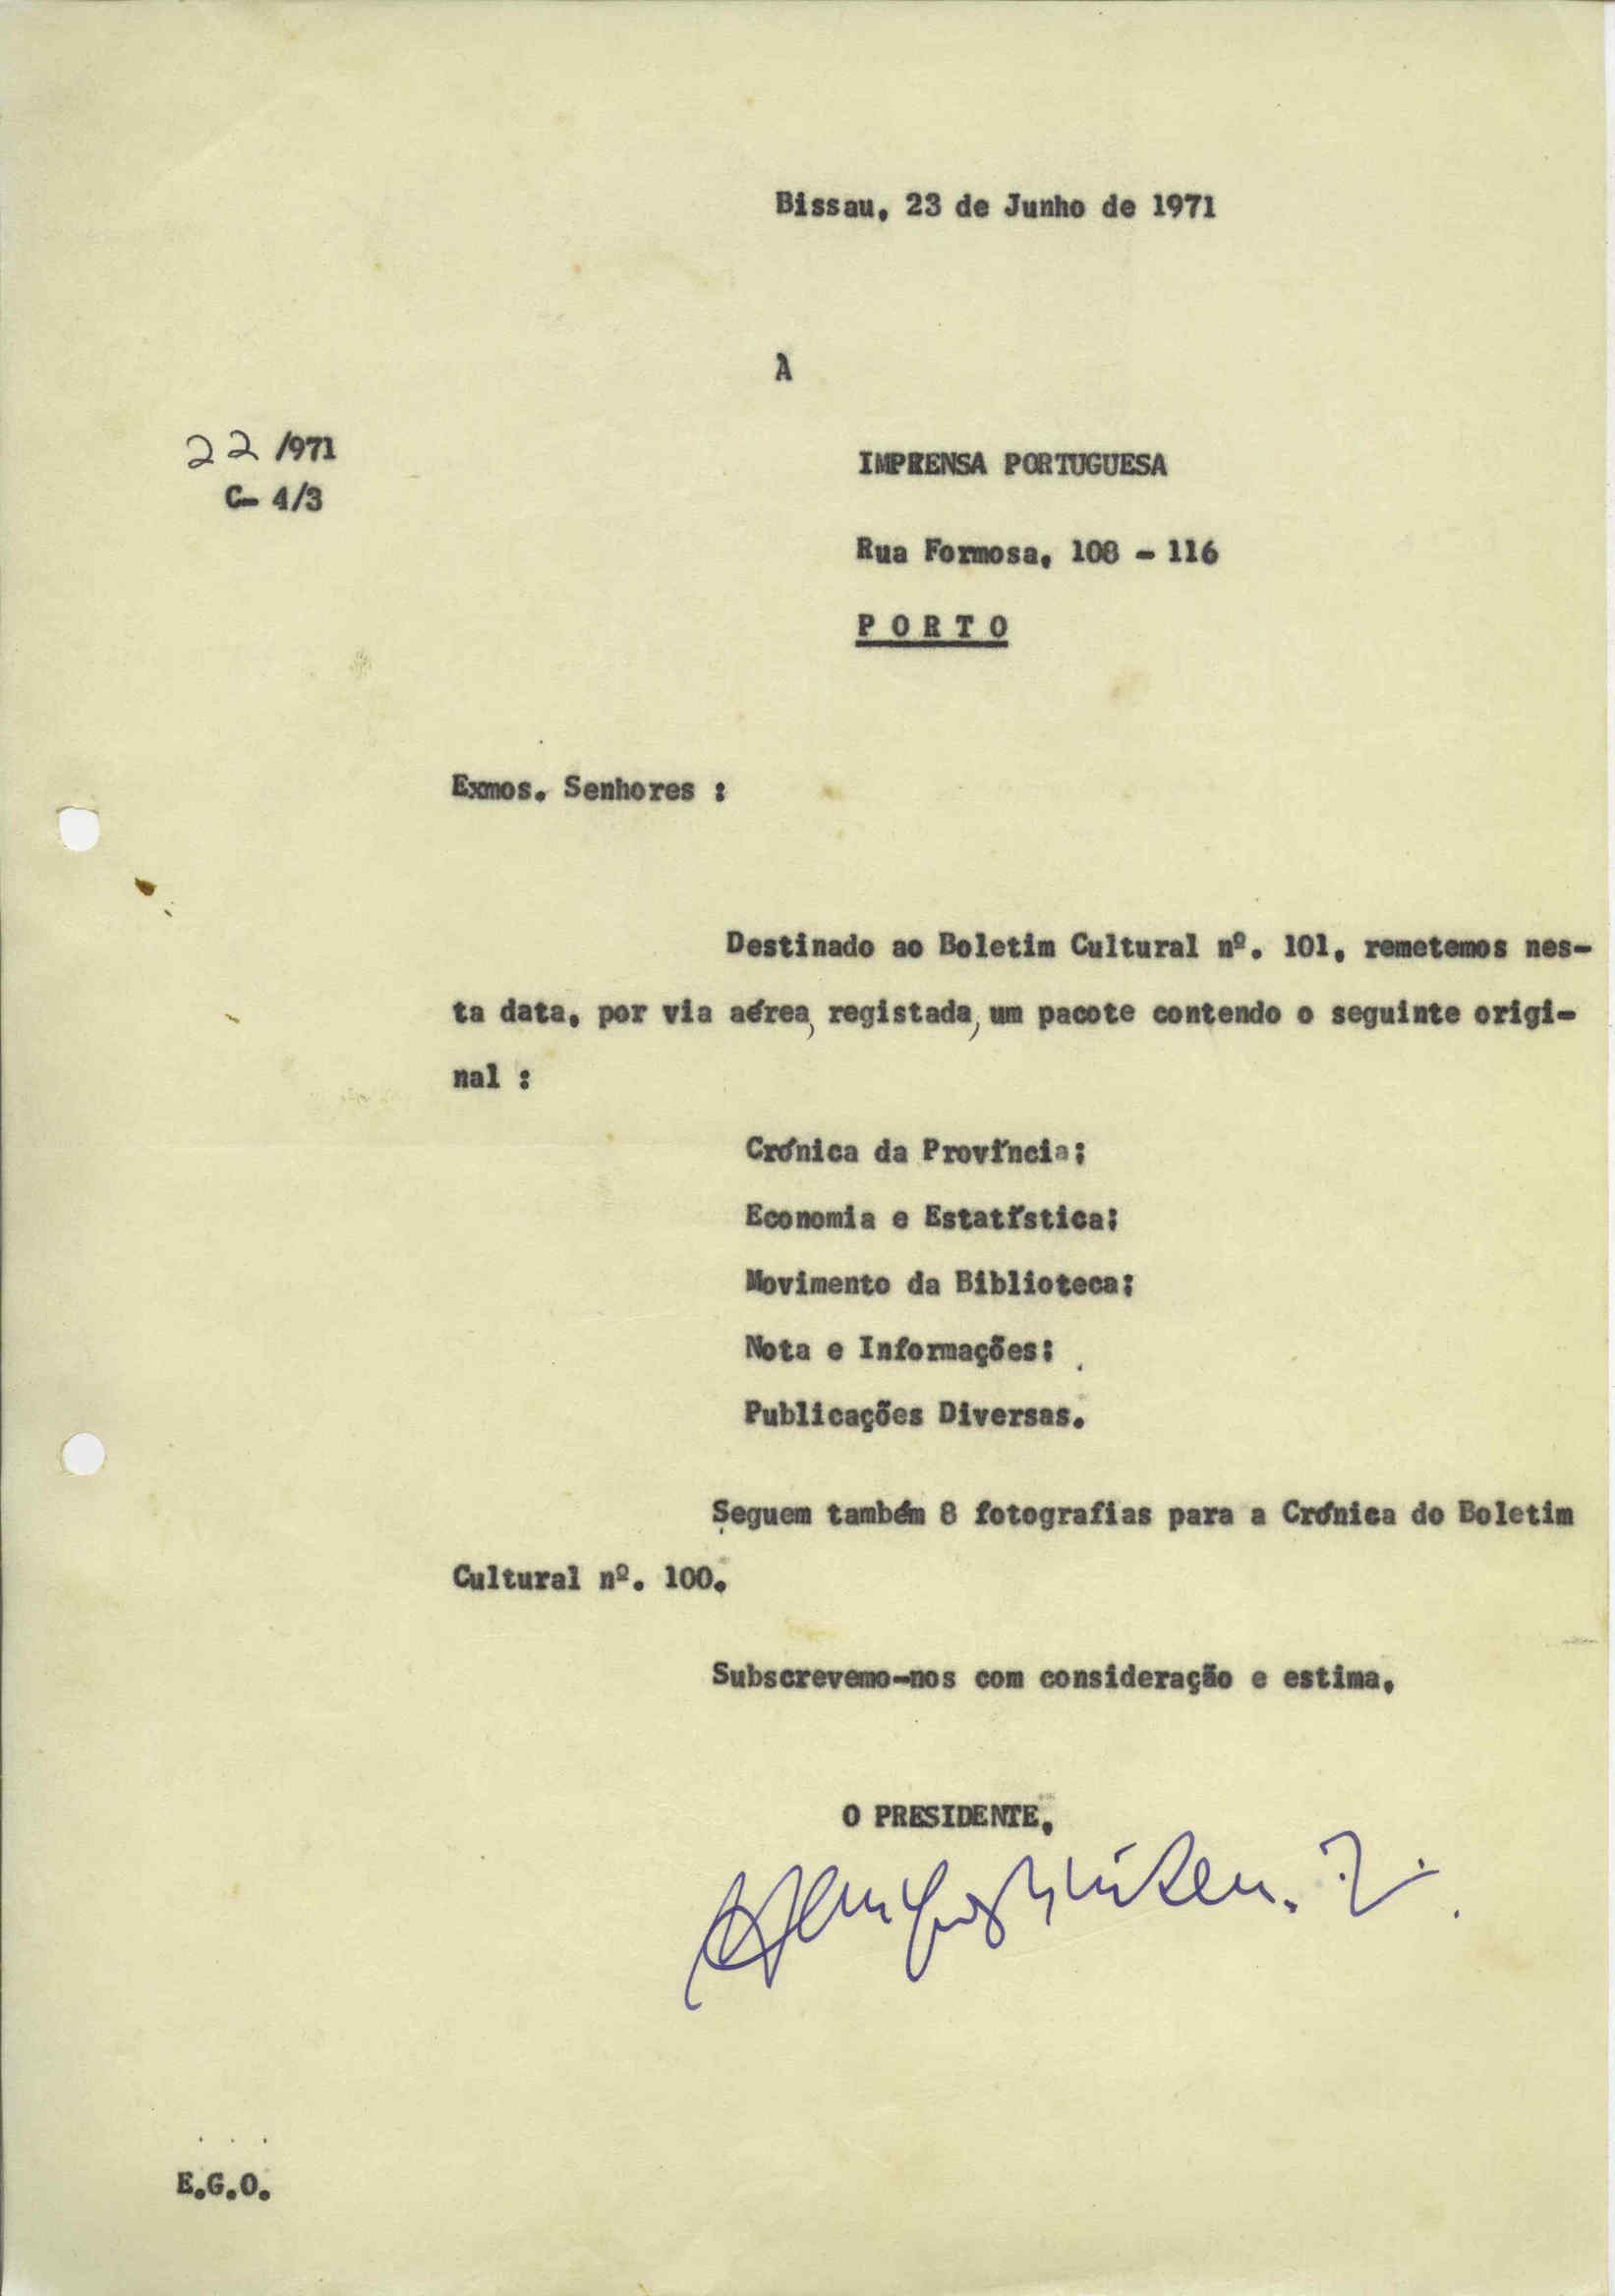 Bissau, 23 de Junho de 1971
À
22/971
C- 4/3
IMPRENSA PORTUGUESA
Rua Formosa, 108 - 116
PORTO
Exmos. Senhores :
Destinado ao Boletim Cultural nº. 101, remetemos nes-
ta data, por via aérea, registada, um pacote contendo o seguinte origi-
nal :
Crónica da Província;
Economia e Estatística;
Movimento da Biblioteca;
Nota e Informações;
Publicações Diversas.
Seguem também 8 fotografias para a Crónica do Boletim
Cultural nº. 100.
Subscrevemo-nos com consideração e estima,
O PRESIDENTE,
E.G.O.